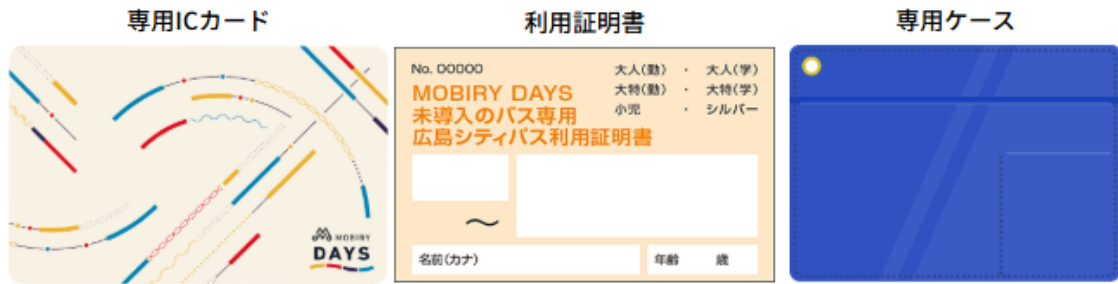 専用ICカード
利用証明書
専用ケース
MOBIRY
DAYS
No. 00000
大人(勤) ・ 大人(学)
大特(勤) ・ 大特(学)
小児 ・ シルバー
MOBIRY DAYS
未導入のバス専用
広島シティパス利用証明書
～
名前(カナ)
年齢 歳